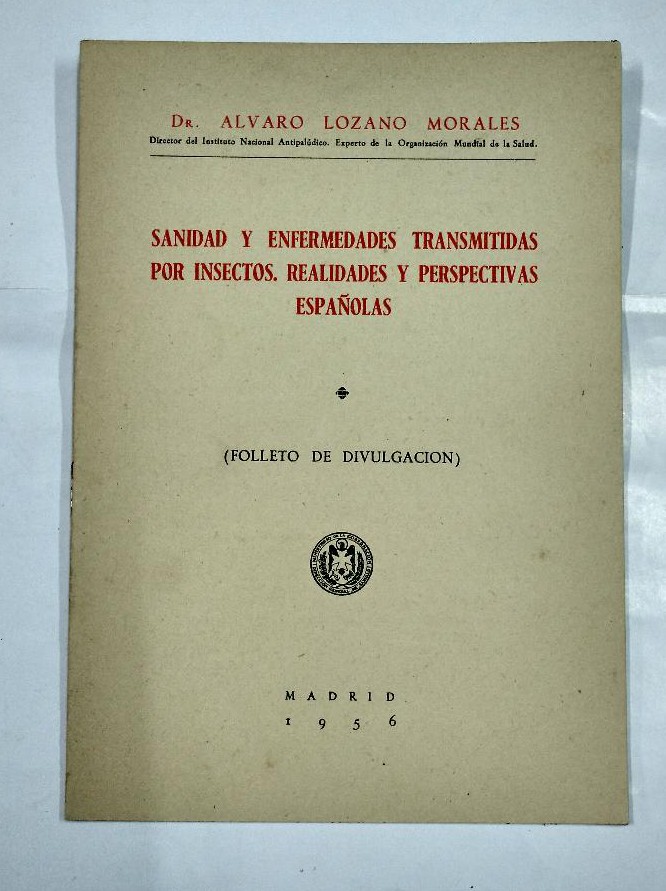 DR. ALVARO LOZANO MORALES
Director del Instituto Nacional Antipalúdico. Experto de la Organización Mundial de la Salud.
SANIDAD Y ENFERMEDADES TRANSMITIDAS
POR INSECTOS. REALIDADES Y PERSPECTIVAS
ESPAÑOLAS
(FOLLETO DE DIVULGACION)
MADRID
1956